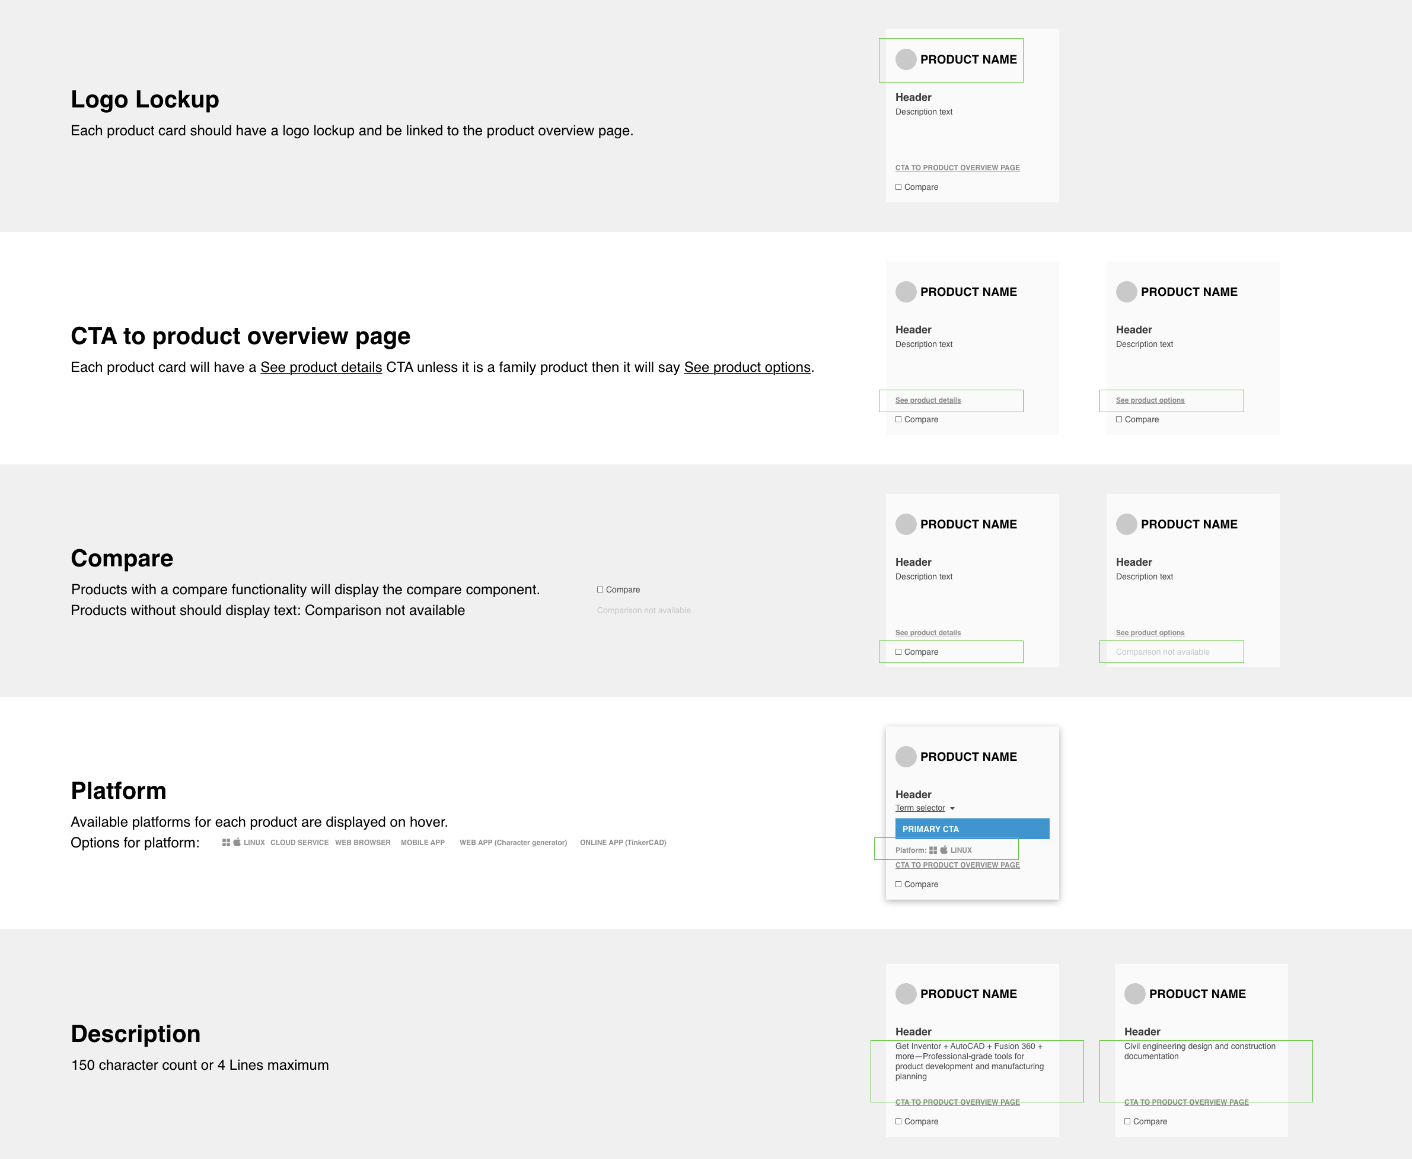 Logo Lockup
Each product card should have a logo lockup and be linked to the product overview page.
PRODUCT NAME
Header
Description text
CTA TO PRODUCT OVERVIEW PAGE
Compare
CTA to product overview page
Each product card will have a See product details CTA unless it is a family product then it will say See product options.
PRODUCT NAME
Header
Description text
See product details
Compare
PRODUCT NAME
Header
Description text
See product options
Compare
Compare
Products with a compare functionality will display the compare component.
Products without should display text: Comparison not available
Compare
Comparison not available
PRODUCT NAME
Header
Description text
See product details
Compare
PRODUCT NAME
Header
Description text
See product options
Comparison not available
Platform
Available platforms for each product are displayed on hover.
Options for platform: LINUX CLOUD SERVICE WEB BROWSER MOBILE APP WEB APP (Character generator) ONLINE APP (TinkerCAD)
PRODUCT NAME
Header
Term selector
PRIMARY CTA
Platform: LINUX
CTA TO PRODUCT OVERVIEW PAGE
Compare
Description
150 character count or 4 Lines maximum
PRODUCT NAME
Header
Get Inventor + AutoCAD + Fusion 360 +
more—Professional-grade tools for
product development and manufacturing
planning
CTA TO PRODUCT OVERVIEW PAGE
Compare
PRODUCT NAME
Header
Civil engineering design and construction
documentation
CTA TO PRODUCT OVERVIEW PAGE
Compare